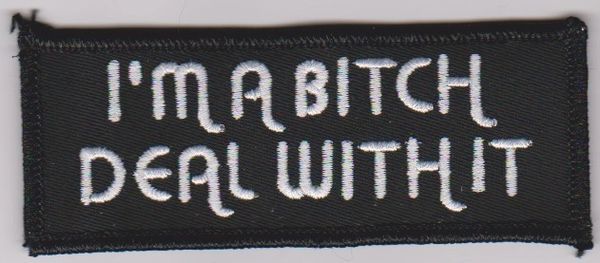 I'M A BITCH
DEAL WITH IT